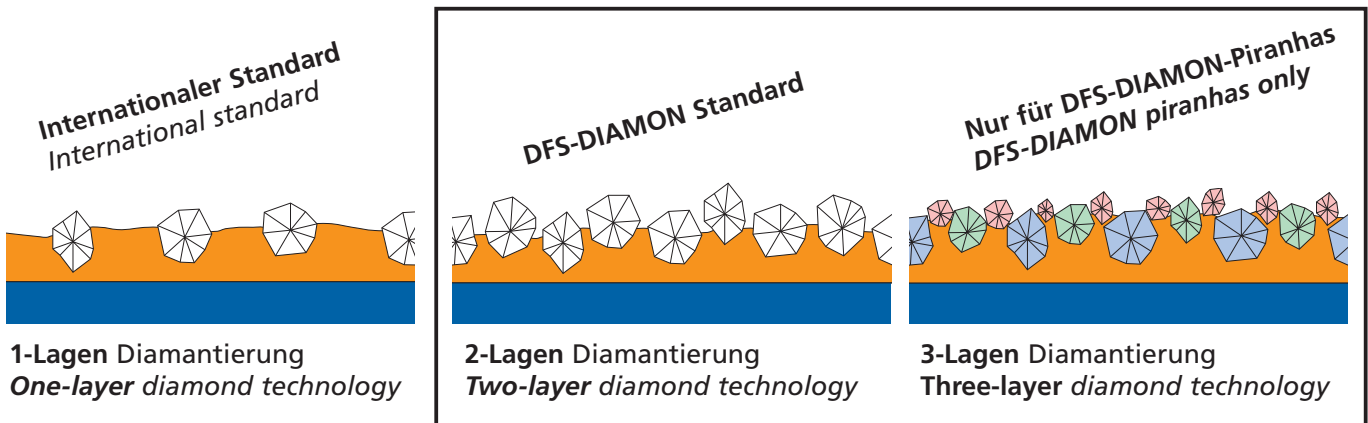 Internationaler Standard
International standard
DFS-DIAMON Standard
Nur für DFS-DIAMON-Piranhas
DFS-DIAMON piranhas only
1-Lagen Diamantierung
One-layer diamond technology
2-Lagen Diamantierung
Two-layer diamond technology
3-Lagen Diamantierung
Three-layer diamond technology